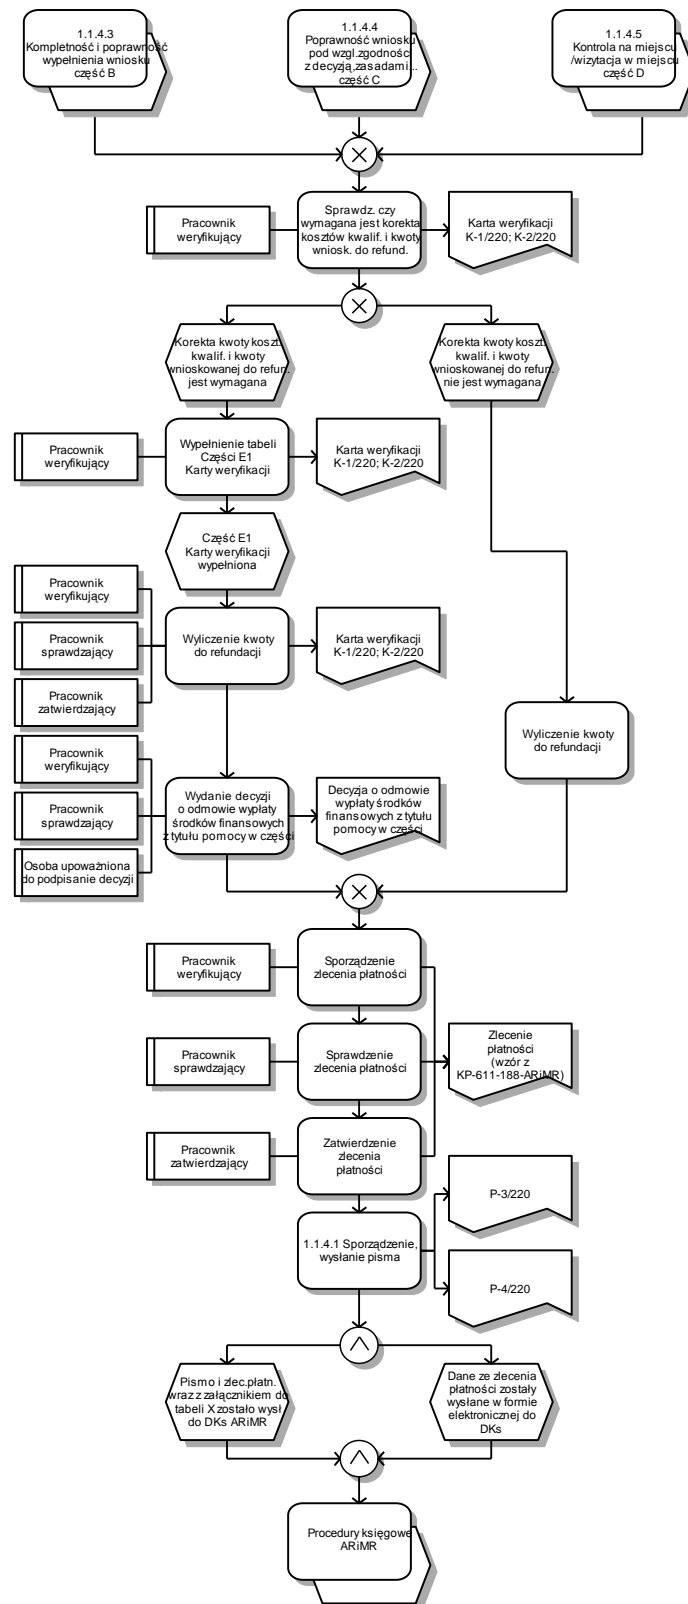 1.1.4.3
Kompletność i poprawność
wypełnienia wniosku
część B
1.1.4.4
Poprawność wniosku
pod wzgl.zgodności
z decyzją,zasadami...
część C
1.1.4.5
Kontrola na miejscu
/wizytacja w miejscu
część D
Pracownik
weryfikujący
Sprawdz. czy
wymagana jest korekta
kosztów kwalif. i kwoty
wniosk. do refund.
Karta weryfikacji
K-1/220; K-2/220
Korekta kwoty koszt.
kwalif. i kwoty
wnioskowanej do refun.
jest wymagana
Korekta kwoty koszt.
kwalif. i kwoty
wnioskowanej do refun.
nie jest wymagana
Pracownik
weryfikujący
Wypełnienie tabeli
Części E1
Karty weryfikacji
Karta weryfikacji
K-1/220; K-2/220
Część E1
Karty weryfikacji
wypełniona
Pracownik
weryfikujący
Pracownik
sprawdzający
Pracownik
zatwierdzający
Wyliczenie kwoty
do refundacji
Karta weryfikacji
K-1/220; K-2/220
Wyliczenie kwoty
do refundacji
Pracownik
weryfikujący
Pracownik
sprawdzający
Osoba upoważniona
do podpisanie decyzji
Wydanie decyzji
o odmowie wypłaty
środków finansowych
z tytułu pomocy w części
Decyzja o odmowie
wypłaty środków
finansowych z tytułu
pomocy w części
Pracownik
weryfikujący
Sporządzenie
zlecenia płatności
Pracownik
sprawdzający
Sprawdzenie
zlecenia płatności
Zlecenie
płatności
(wzór z
KP-611-188-ARiMR)
Pracownik
zatwierdzający
Zatwierdzenie
zlecenia
płatności
P-3/220
1.1.4.1 Sporządzenie,
wysłanie pisma
P-4/220
Pismo i zlec.płatn.
wraz z załącznikiem do
tabeli X zostało wysł
do DKs ARiMR
Dane ze zlecenia
płatności zostały
wysłane w formie
elektronicznej do
DKs
Procedury księgowe
ARiMR